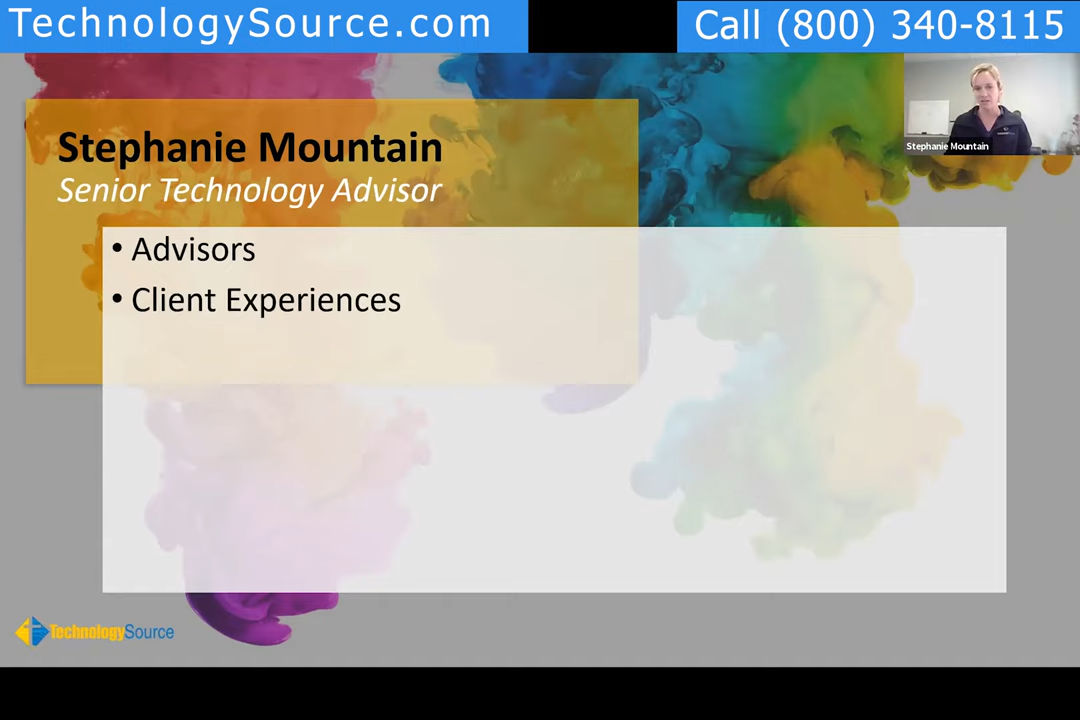 TechnologySource.com
Call (800) 340-8115
Stephanie Mountain
Stephanie Mountain
Senior Technology Advisor
• Advisors
• Client Experiences
TechnologySource